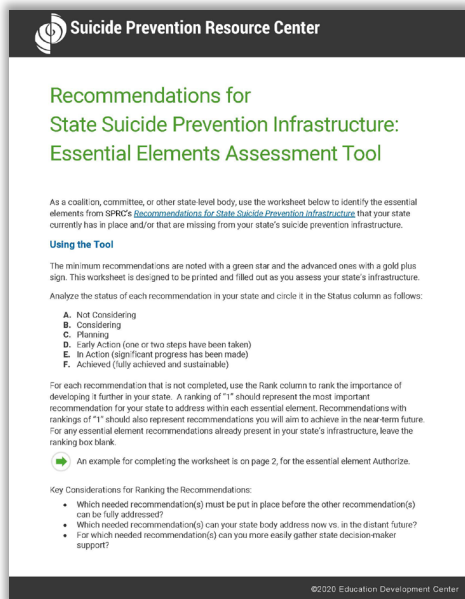 Suicide Prevention Resource Center
Recommendations for
State Suicide Prevention Infrastructure:
Essential Elements Assessment Tool
As a coalition, committee, or other state-level body, use the worksheet below to identify the essential
elements from SPRC's Recommendations for State Suicide Prevention Infrastructure that your state
currently has in place and/or that are missing from your state's suicide prevention infrastructure.
Using the Tool
The minimum recommendations are noted with a green star and the advanced ones with a gold plus
sign. This worksheet is designed to be printed and filled out as you assess your state's infrastructure.
Analyze the status of each recommendation in your state and circle it in the Status column as follows:
A. Not Considering
B. Considering
C. Planning
D. Early Action (one or two steps have been taken)
E. In Action (significant progress has been made)
F. Achieved (fully achieved and sustainable)
For each recommendation that is not completed, use the Rank column to rank the importance of
developing it further in your state. A ranking of "1" should represent the most important
recommendation for your state to address within each essential element. Recommendations with
rankings of "1" should also represent recommendations you will aim to achieve in the near-term future.
For any essential element recommendations already present in your state's infrastructure, leave the
ranking box blank.
An example for completing the worksheet is on page 2, for the essential element Authorize.
Key Considerations for Ranking the Recommendations:
• Which needed recommendation(s) must be put in place before the other recommendation(s)
can be fully addressed?
• Which needed recommendation(s) can your state body address now vs. in the distant future?
• For which needed recommendation(s) can you more easily gather state decision-maker
support?
©2020 Education Development Center